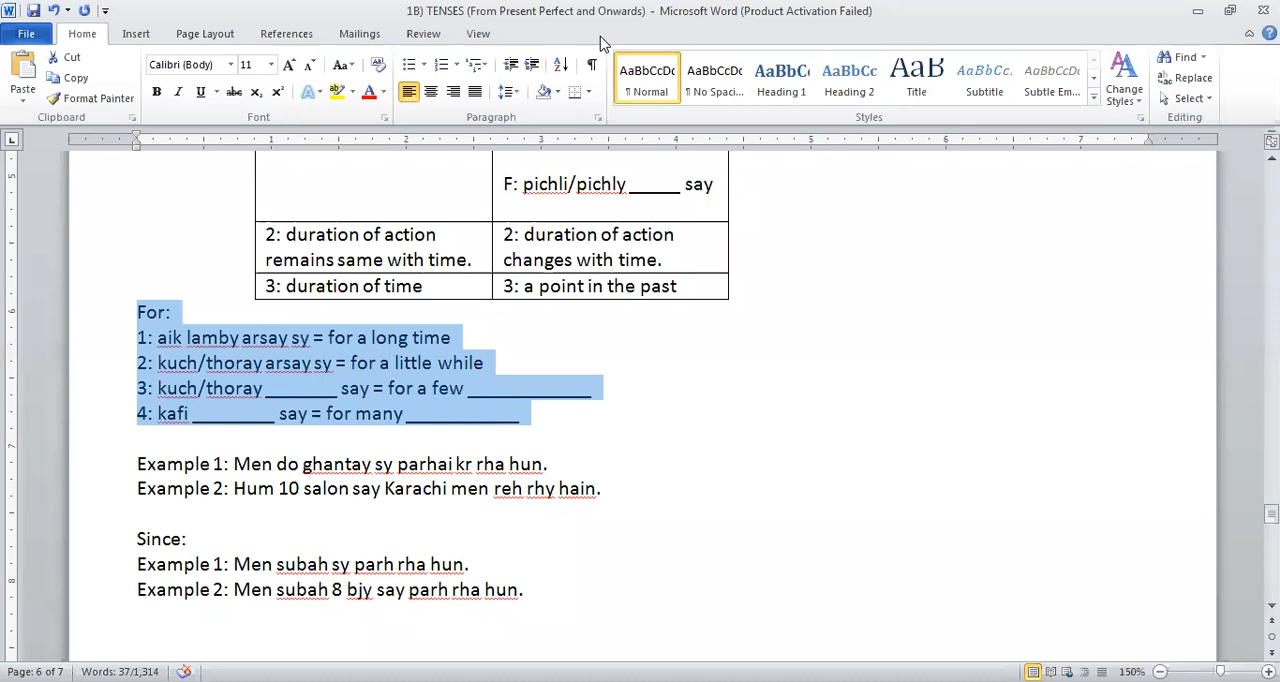 1B) TENSES (From Present Perfect and Onwards) - Microsoft Word (Product Activation Failed)
File Home Insert Page Layout References Mailings Review View
Paste
Cut
Copy
Format Painter
Clipboard
Calibri (Body) 11
Font
Paragraph
AaBbCcDc AaBbCcDc AaBbC AaBbCc AaB AaBbCc. AaBbCcDc
¶ Normal ¶ No Spaci... Heading 1 Heading 2 Title Subtitle Subtle Em...
Styles
Change Styles
Find
Replace
Select
Editing
F: pichli/pichly ______ say
2: duration of action remains same with time.
2: duration of action changes with time.
3: duration of time
3: a point in the past
For:
1: aik lamby arsay sy = for a long time
2: kuch/thoray arsay sy = for a little while
3: kuch/thoray ________ say = for a few ______________
4: kafi _________ say = for many _____________
Example 1: Men do ghantay sy parhai kr rha hun.
Example 2: Hum 10 salon say Karachi men reh rhy hain.
Since:
Example 1: Men subah sy parh rha hun.
Example 2: Men subah 8 bjy say parh rha hun.
Page: 6 of 7 Words: 37/1,314 150%